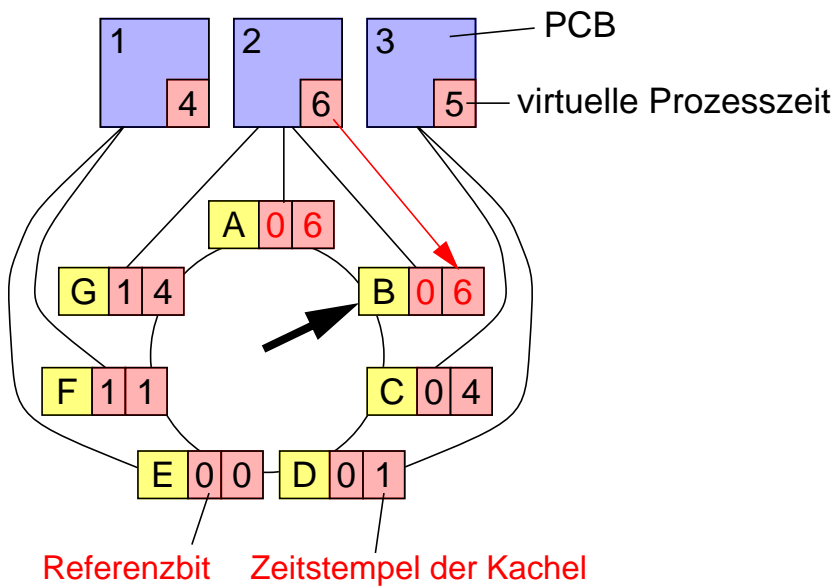 1 2 3 PCB
4 6 5 virtuelle Prozesszeit
A 0 6
G 1 4 B 0 6
F 1 1 C 0 4
E 0 0 D 0 1
Referenzbit Zeitstempel der Kachel